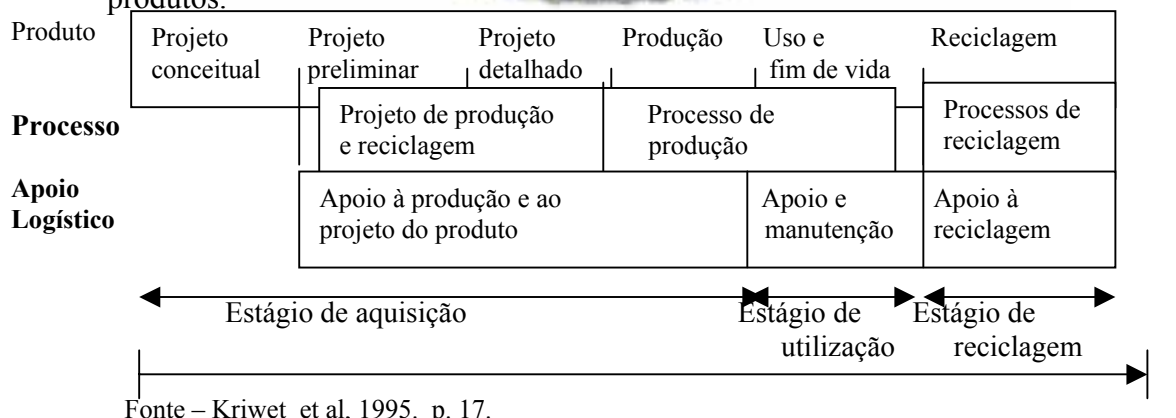 produtos.
Produto Projeto Projeto Projeto Produção Uso e Reciclagem
conceitual preliminar detalhado fim de vida
Processo Projeto de produção Processo de Processos de
e reciclagem produção reciclagem
Apoio Apoio à produção e ao Apoio e Apoio à
Logístico projeto do produto manutenção reciclagem
Estágio de aquisição Estágio de Estágio de
utilização reciclagem
Fonte – Kriwet et al, 1995. p. 17.